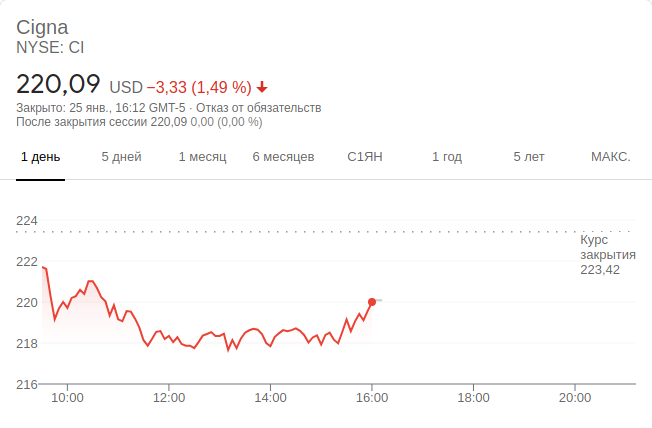 Cigna
NYSE: CI
220,09 USD −3,33 (1,49 %)
Закрыто: 25 янв., 16:12 GMT-5 · Отказ от обязательств
После закрытия сессии 220,09 0,00 (0,00 %)
1 день 5 дней 1 месяц 6 месяцев С1ЯН 1 год 5 лет МАКС.
224
Курс
закрытия
223,42
222
220
218
216
10:00 12:00 14:00 16:00 18:00 20:00